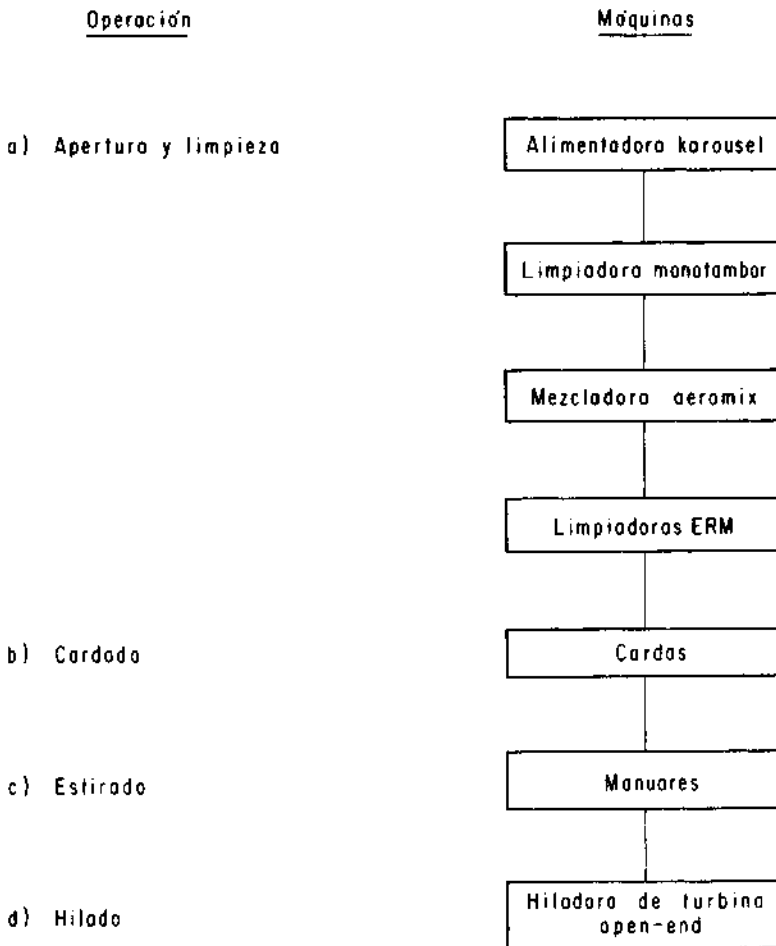 Operación Máquinas
a) Apertura y limpieza Alimentadora karousel
Limpiadora monotambor
Mezcladora aeromix
Limpiadoras ERM
b) Cardado Cardas
c) Estirado Manuares
d) Hilado Hiladora de turbina
open-end